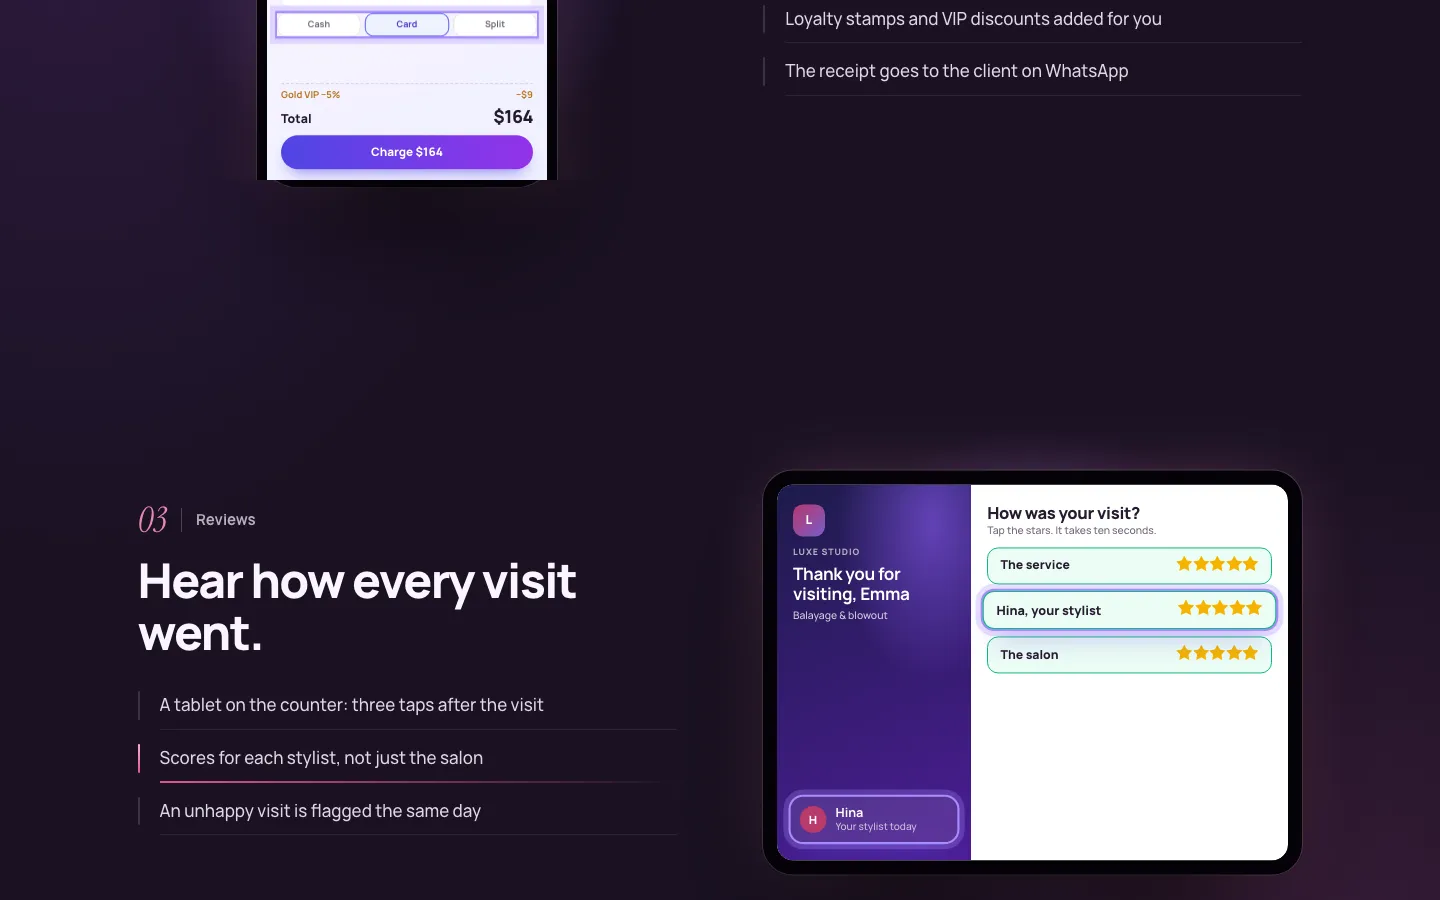 Cash
Card
Split
Gold VIP -5%
-$9
Total
$164
Charge $164
Loyalty stamps and VIP discounts added for you
The receipt goes to the client on WhatsApp
03
Reviews
Hear how every visit
went.
A tablet on the counter: three taps after the visit
Scores for each stylist, not just the salon
An unhappy visit is flagged the same day
L
LUXE STUDIO
Thank you for
visiting, Emma
Balayage & blowout
H
Hina
Your stylist today
How was your visit?
Tap the stars. It takes ten seconds.
The service
Hina, your stylist
The salon